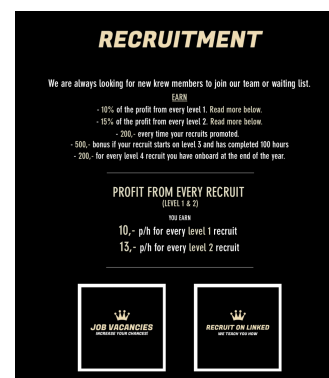 RECRUITMENT
We are always looking for new krew members to join our team or waiting list.
EARN
- 10% of the profit from every level 1. Read more below.
- 15% of the profit from every level 2. Read more below.
- 200,- every time your recruits promoted.
- 500,- bonus if your recruit starts on level 3 and has completed 100 hours
- 200,- for every level 4 recruit you have onboard at the end of the year.
PROFIT FROM EVERY RECRUIT
(LEVEL 1 & 2)
YOU EARN
10,- p/h for every level 1 recruit
13,- p/h for every level 2 recruit
JOB VACANCIES
INCREASE YOUR CHANCES!
RECRUIT ON LINKED
WE TEACH YOU HOW